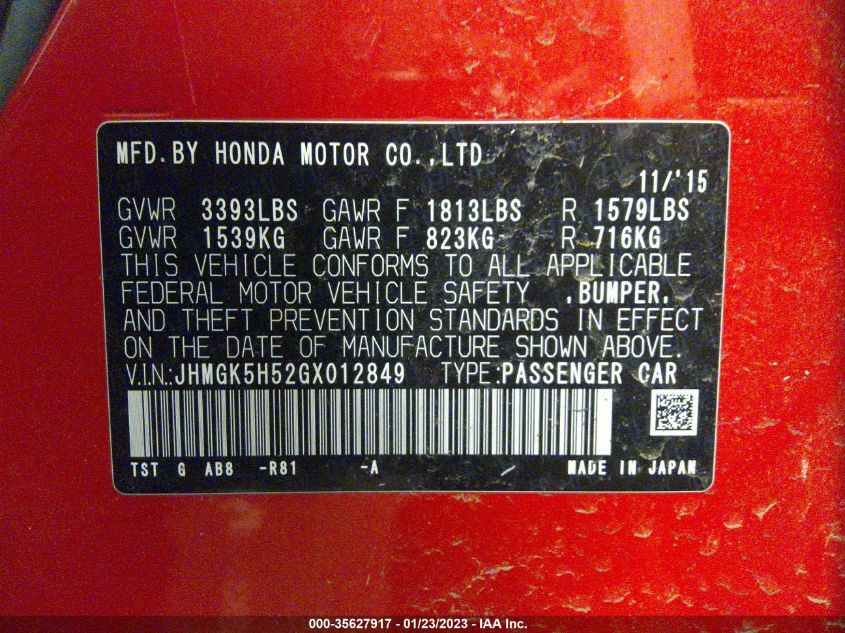 MFD. BY HONDA MOTOR CO.,LTD
11/'15
GVWR 3393LBS GAWR F 1813LBS R 1579LBS
GVWR 1539KG GAWR F 823KG R 716KG
THIS VEHICLE CONFORMS TO ALL APPLICABLE
FEDERAL MOTOR VEHICLE SAFETY ,BUMPER,
AND THEFT PREVENTION STANDARDS IN EFFECT
ON THE DATE OF MANUFACTURE SHOWN ABOVE.
V.I.N.:JHMGK5H52GX012849 TYPE:PASSENGER CAR
TST G AB8 -R81 -A MADE IN JAPAN
000-35627917 - 01/23/2023 - IAA Inc.